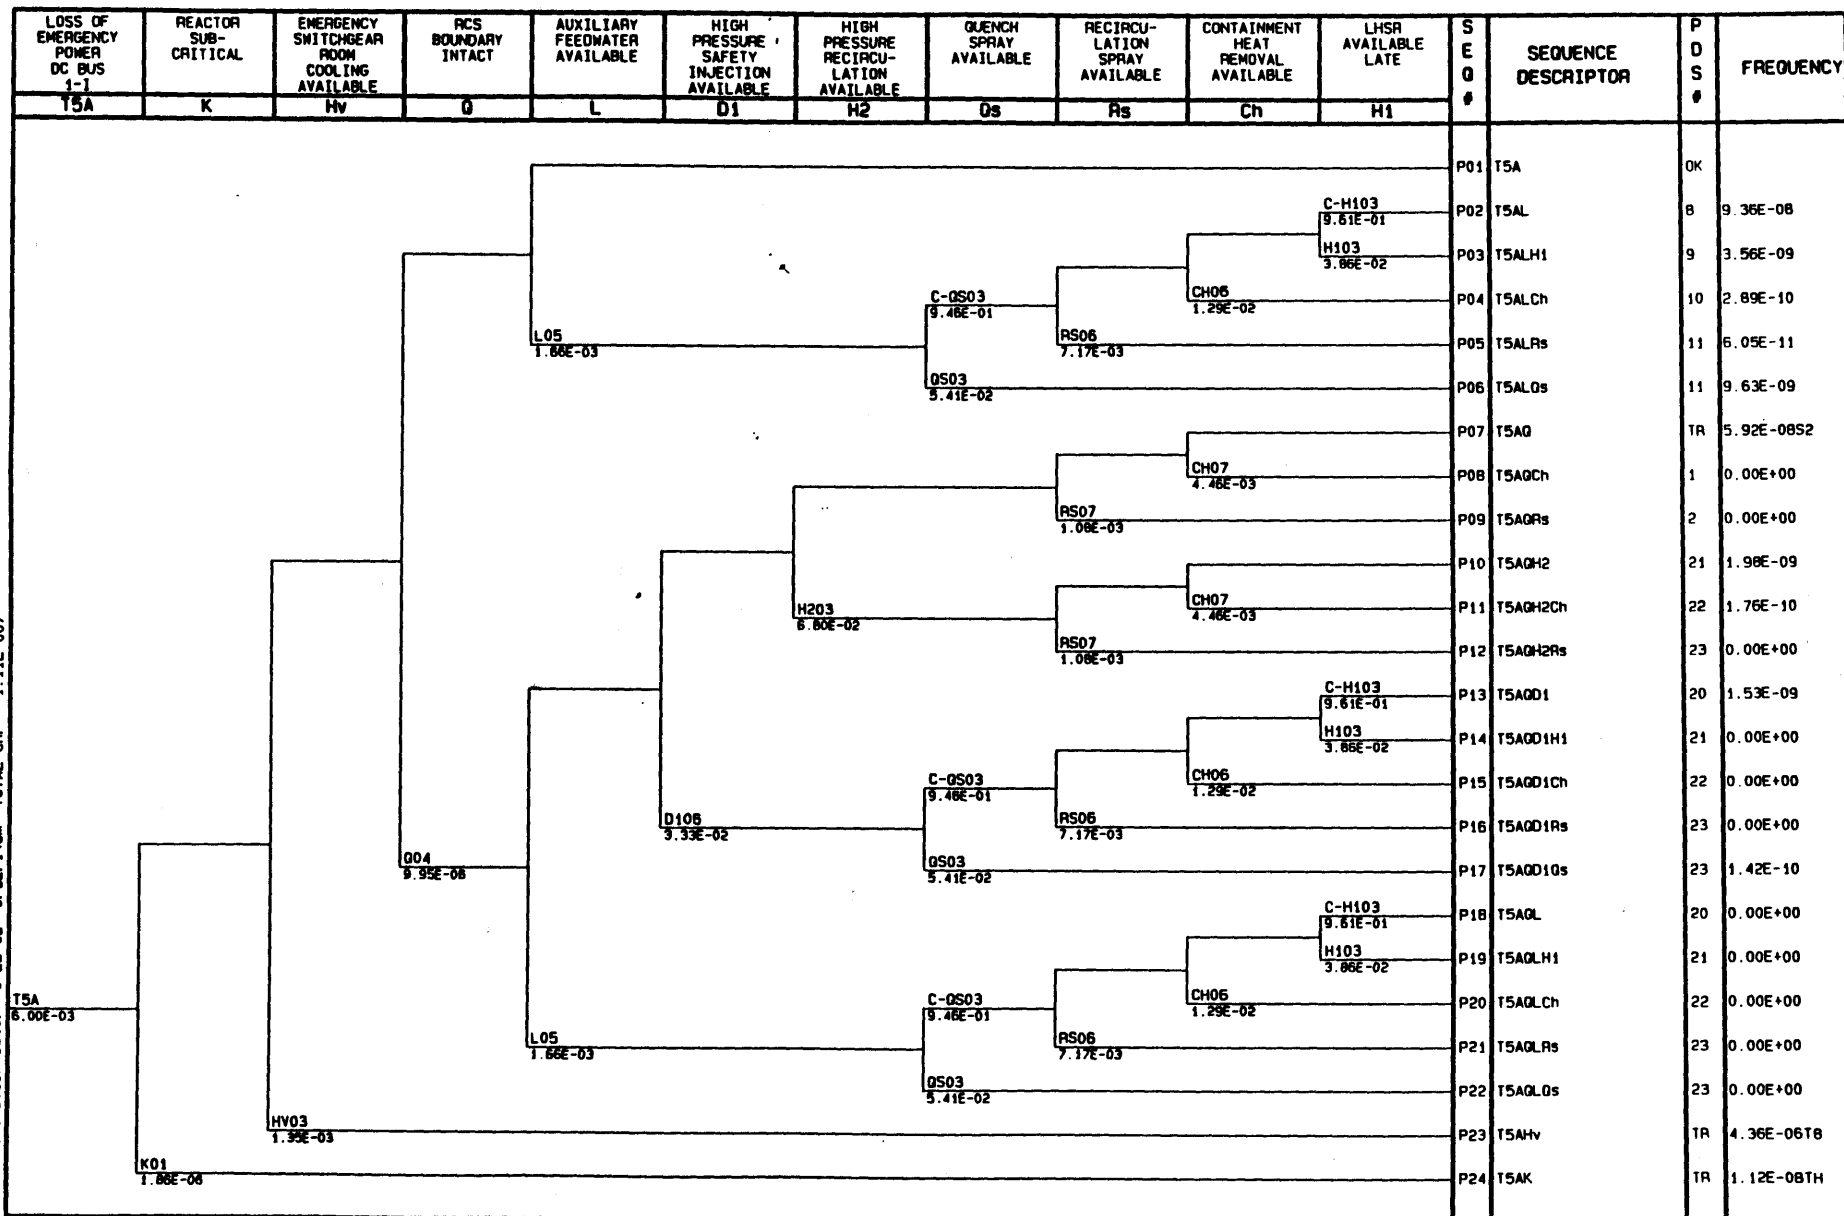 LOSS OF
EMERGENCY
POWER
DC BUS
1-I
T5A
REACTOR
SUB-
CRITICAL
K
EMERGENCY
SWITCHGEAR
ROOM
COOLING
AVAILABLE
Hv
RCS
BOUNDARY
INTACT
Q
AUXILIARY
FEEDWATER
AVAILABLE
L
HIGH
PRESSURE
SAFETY
INJECTION
AVAILABLE
D1
HIGH
PRESSURE
RECIRCU-
LATION
AVAILABLE
H2
QUENCH
SPRAY
AVAILABLE
Qs
RECIRCU-
LATION
SPRAY
AVAILABLE
Rs
CONTAINMENT
HEAT
REMOVAL
AVAILABLE
Ch
LHSR
AVAILABLE
LATE
H1
S
E
Q
#
SEQUENCE
DESCRIPTOR
P
D
S
#
FREQUENCY
P01 T5A OK
C-H103
9.61E-01
P02 T5AL 8 9.36E-08
H103
3.86E-02
P03 T5ALH1 9 3.56E-09
C-QS03
9.46E-01
CH06
1.29E-02
P04 T5ALCh 10 2.89E-10
L05
1.66E-03
RS06
7.17E-03
P05 T5ALRs 11 6.05E-11
QS03
5.41E-02
P06 T5ALQs 11 9.63E-09
P07 T5AQ TR 5.92E-08S2
CH07
4.46E-03
P08 T5AQCh 1 0.00E+00
RS07
1.08E-03
P09 T5AQRs 2 0.00E+00
P10 T5AQH2 21 1.98E-09
H203
6.80E-02
CH07
4.46E-03
P11 T5AQH2Ch 22 1.76E-10
RS07
1.08E-03
P12 T5AQH2Rs 23 0.00E+00
C-H103
9.61E-01
P13 T5AQD1 20 1.53E-09
H103
3.86E-02
P14 T5AQD1H1 21 0.00E+00
C-QS03
9.46E-01
CH06
1.29E-02
P15 T5AQD1Ch 22 0.00E+00
D106
3.33E-02
RS06
7.17E-03
P16 T5AQD1Rs 23 0.00E+00
Q04
9.95E-06
QS03
5.41E-02
P17 T5AQD1Qs 23 1.42E-10
C-H103
9.61E-01
P18 T5AQL 20 0.00E+00
H103
3.86E-02
P19 T5AQLH1 21 0.00E+00
T5A
6.00E-03
C-QS03
9.46E-01
CH06
1.29E-02
P20 T5AQLCh 22 0.00E+00
L05
1.66E-03
RS06
7.17E-03
P21 T5AQLRs 23 0.00E+00
QS03
5.41E-02
P22 T5AQLQs 23 0.00E+00
HV03
1.35E-03
P23 T5AHv TR 4.36E-06T8
K01
1.86E-06
P24 T5AK TR 1.12E-08TH